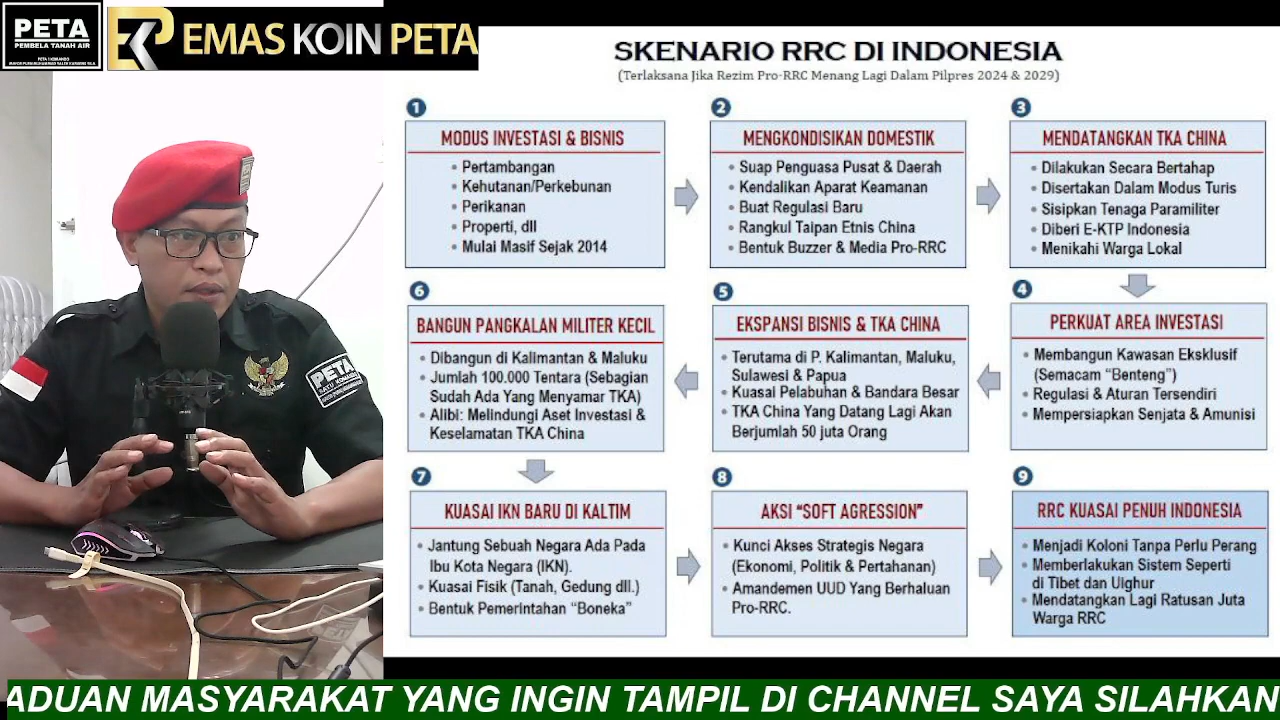 PETA
PEMBELA TANAH AIR
PETA 1 KOMANDO
EKP EMAS KOIN PETA
SKENARIO RRC DI INDONESIA
(Terlaksana Jika Rezim Pro-RRC Menang Lagi Dalam Pilpres 2024 & 2029)
1
MODUS INVESTASI & BISNIS
• Pertambangan
• Kehutanan/Perkebunan
• Perikanan
• Properti, dll
• Mulai Masif Sejak 2014
2
MENGKONDISIKAN DOMESTIK
• Suap Penguasa Pusat & Daerah
• Kendalikan Aparat Keamanan
• Buat Regulasi Baru
• Rangkul Taipan Etnis China
• Bentuk Buzzer & Media Pro-RRC
3
MENDATANGKAN TKA CHINA
• Dilakukan Secara Bertahap
• Disertakan Dalam Modus Turis
• Sisipkan Tenaga Paramiliter
• Diberi E-KTP Indonesia
• Menikahi Warga Lokal
4
PERKUAT AREA INVESTASI
• Membangun Kawasan Eksklusif
(Semacam “Benteng”)
• Regulasi & Aturan Tersendiri
• Mempersiapkan Senjata & Amunisi
5
EKSPANSI BISNIS & TKA CHINA
• Terutama di P. Kalimantan, Maluku,
Sulawesi & Papua
• Kuasai Pelabuhan & Bandara Besar
• TKA China Yang Datang Lagi Akan
Berjumlah 50 juta Orang
6
BANGUN PANGKALAN MILITER KECIL
• Dibangun di Kalimantan & Maluku
• Jumlah 100.000 Tentara (Sebagian
Sudah Ada Yang Menyamar TKA)
• Alibi: Melindungi Aset Investasi &
Keselamatan TKA China
7
KUASAI IKN BARU DI KALTIM
• Jantung Sebuah Negara Ada Pada
Ibu Kota Negara (IKN).
• Kuasai Fisik (Tanah, Gedung dll.)
• Bentuk Pemerintahan “Boneka”
8
AKSI “SOFT AGRESSION”
• Kunci Akses Strategis Negara
(Ekonomi, Politik & Pertahanan)
• Amandemen UUD Yang Berhaluan
Pro-RRC.
9
RRC KUASAI PENUH INDONESIA
• Menjadi Koloni Tanpa Perlu Perang
• Memberlakukan Sistem Seperti
di Tibet dan Uighur
• Mendatangkan Lagi Ratusan Juta
Warga RRC
PETA
SATU KOMANDO
ADUAN MASYARAKAT YANG INGIN TAMPIL DI CHANNEL SAYA SILAHKAN